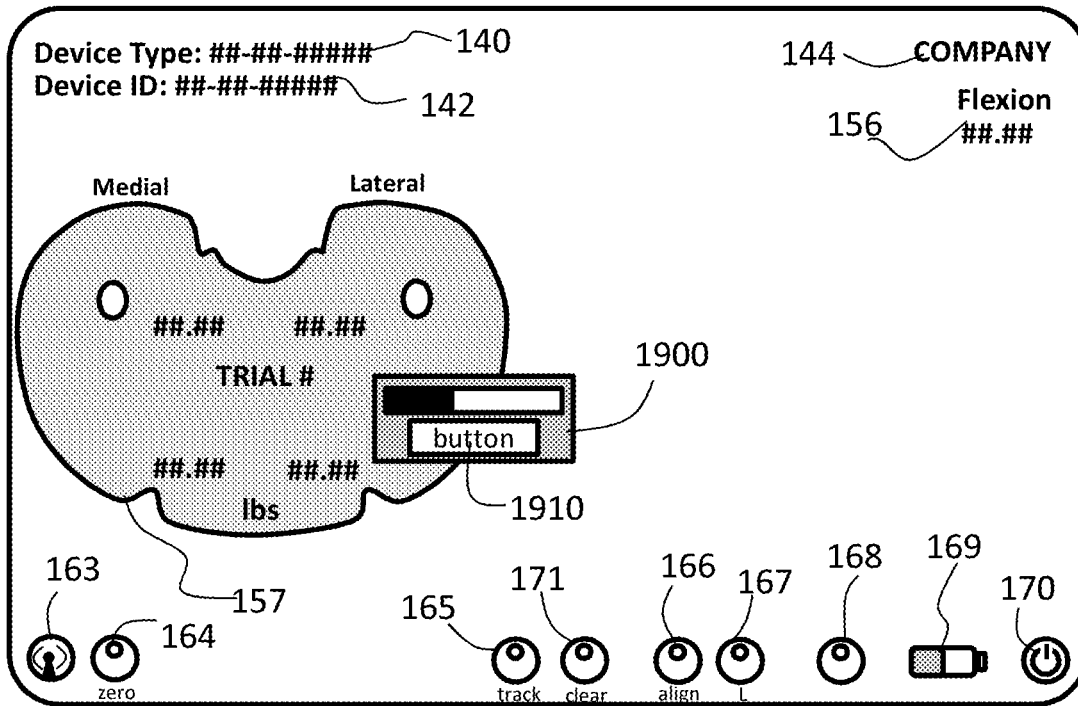 Device Type: ##-##-##### 140
144 COMPANY
Device ID: ##-##-##### 142
Flexion
156 ##.##
Medial Lateral
##.## ##.##
TRIAL #
1900
button
##.## ##.##
1910
lbs
163 157 164 165 171 166 167 168 169 170
zero track clear align L